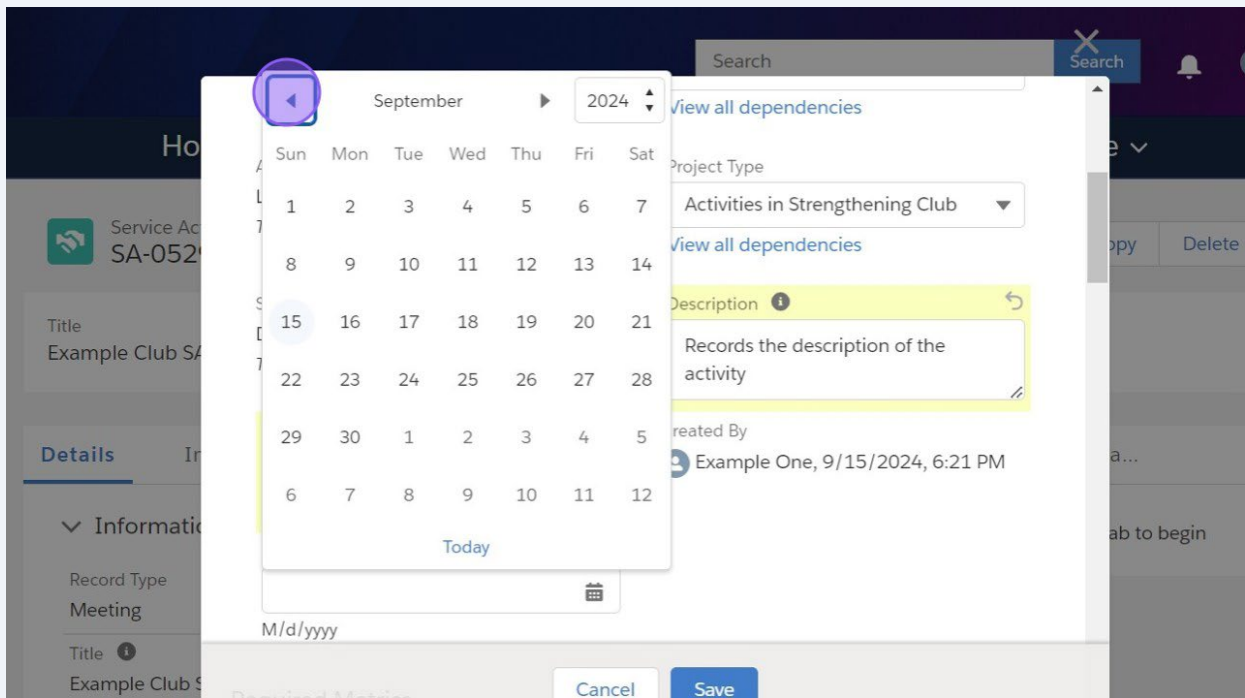 Search
Search
September
2024
View all dependencies
Sun Mon Tue Wed Thu Fri Sat
1 2 3 4 5 6 7
8 9 10 11 12 13 14
15 16 17 18 19 20 21
22 23 24 25 26 27 28
29 30 1 2 3 4 5
6 7 8 9 10 11 12
Today
M/d/yyyy
Project Type
Activities in Strengthening Club
View all dependencies
Description
Records the description of the
activity
Created By
Example One, 9/15/2024, 6:21 PM
Cancel
Save
Ho
Service Ac
SA-052
Title
Example Club SA
Details
Informatio
Record Type
Meeting
Title
Example Club S
Required Metrics
opy
Delete
a...
ab to begin